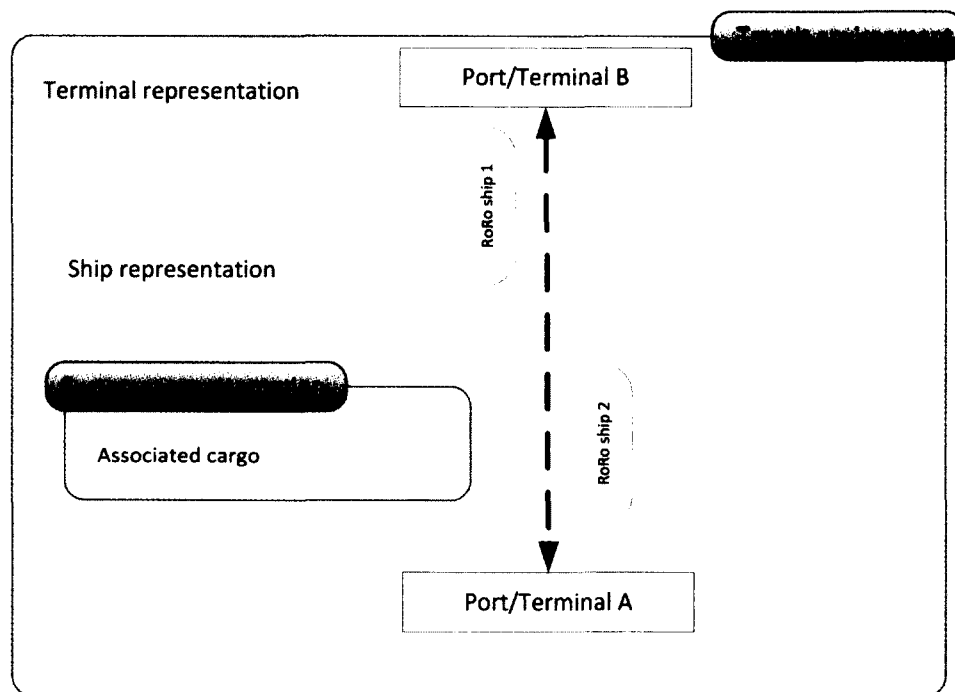 Port/Terminal B
Terminal representation
RoRo ship 1
Ship representation
RoRo ship 2
Associated cargo
Port/Terminal A